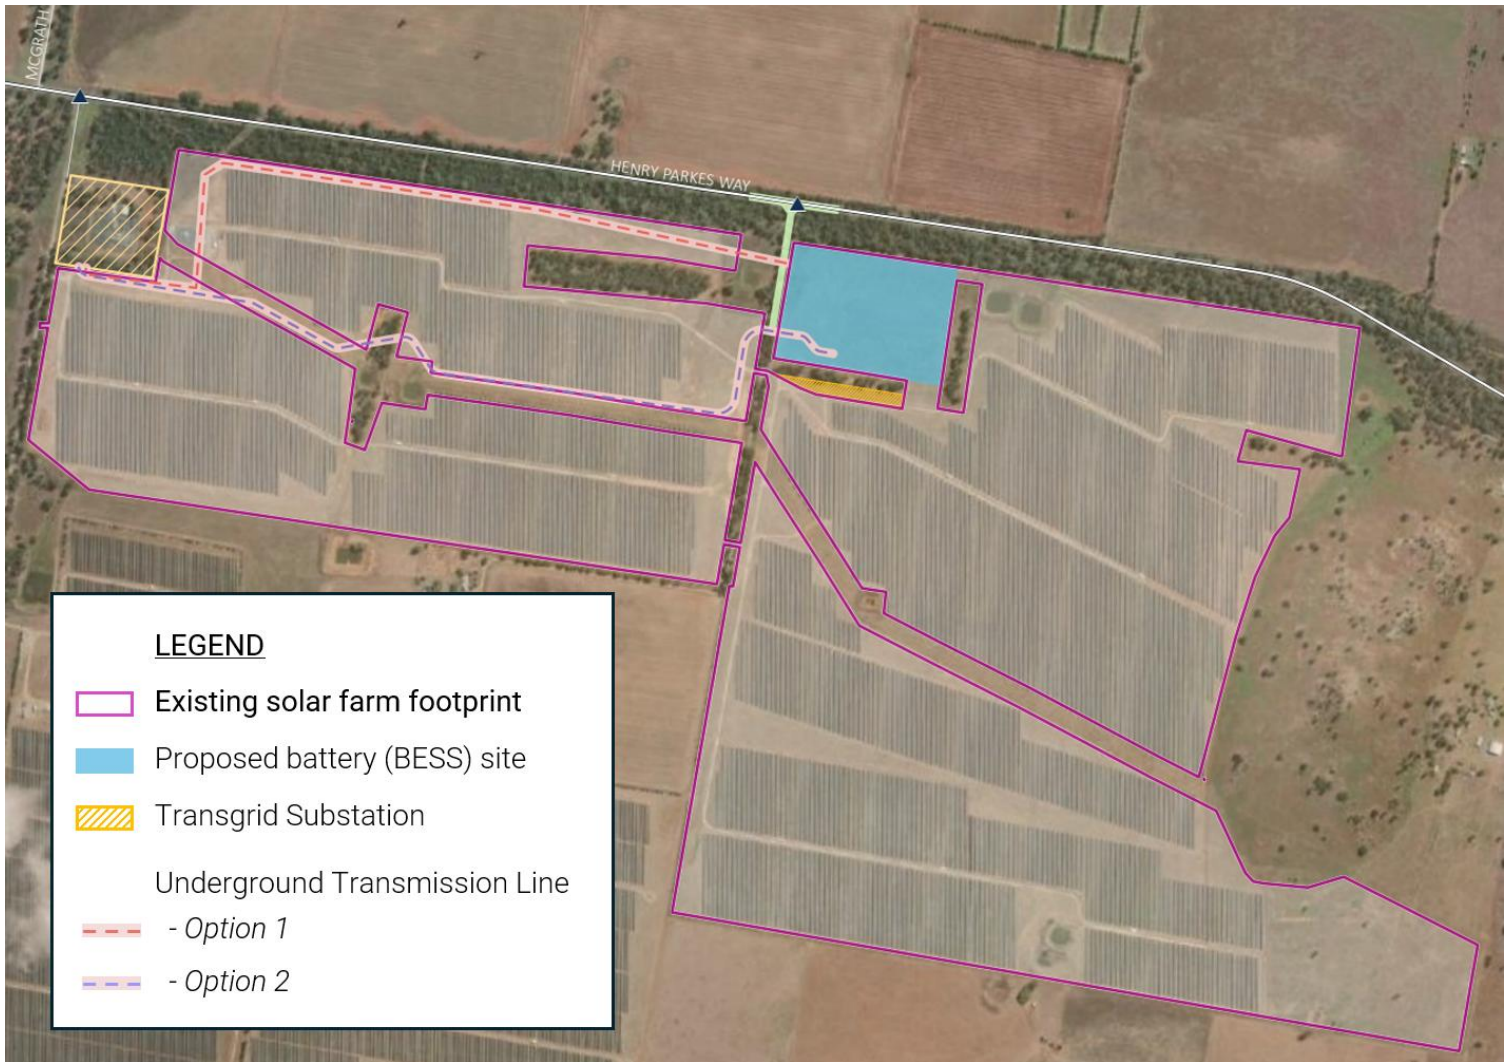 MCGRATH
HENRY PARKES WAY
LEGEND
Existing solar farm footprint
Proposed battery (BESS) site
Transgrid Substation
Underground Transmission Line
- Option 1
- Option 2